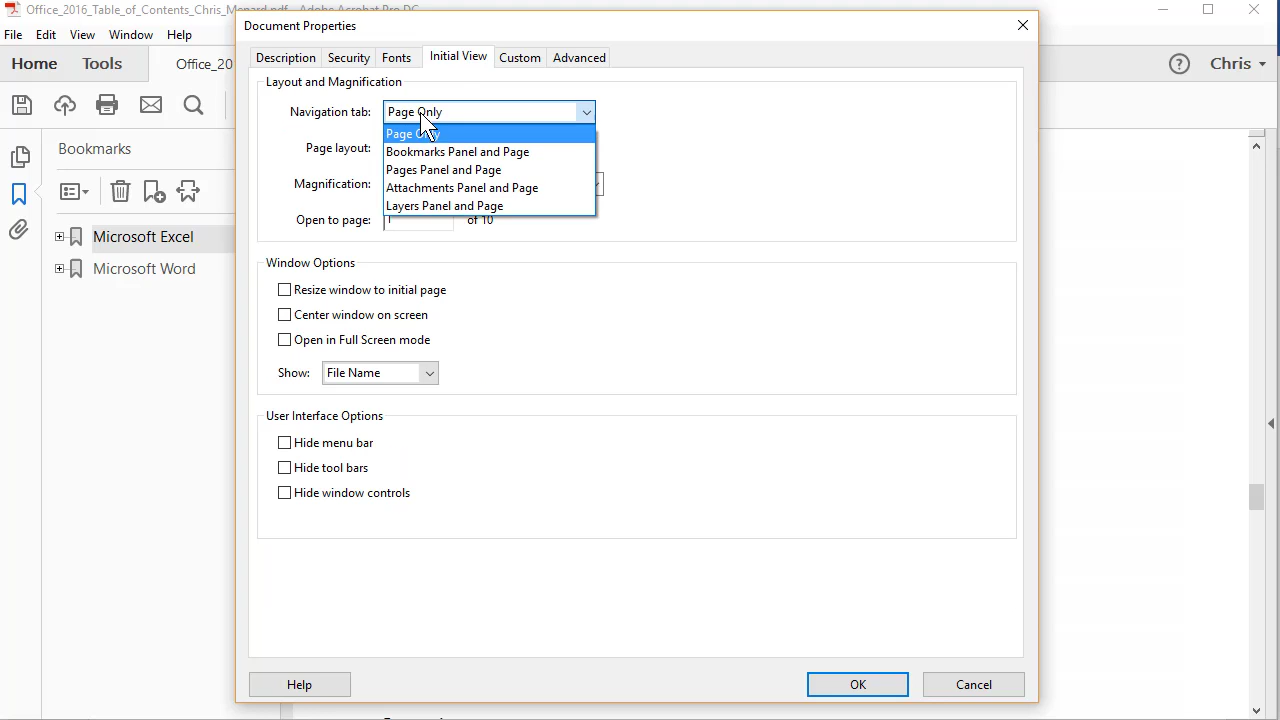 Office_2016_Table_of_Contents_Chris_Menard.pdf - Adobe Acrobat Pro DC
File Edit View Window Help
Home Tools Office_20
Chris
Bookmarks
Microsoft Excel
Microsoft Word
Document Properties
Description Security Fonts Initial View Custom Advanced
Layout and Magnification
Navigation tab: Page Only
Page Only
Bookmarks Panel and Page
Pages Panel and Page
Attachments Panel and Page
Layers Panel and Page
Page layout:
Magnification:
Open to page: 1 of 10
Window Options
Resize window to initial page
Center window on screen
Open in Full Screen mode
Show: File Name
User Interface Options
Hide menu bar
Hide tool bars
Hide window controls
Help OK Cancel